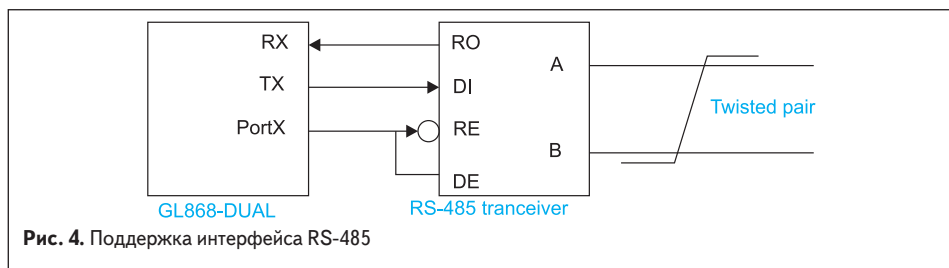 RX
RO
A
TX
DI
Twisted pair
PortX
RE
B
DE
GL868-DUAL
RS-485 tranceiver
Рис. 4. Поддержка интерфейса RS-485